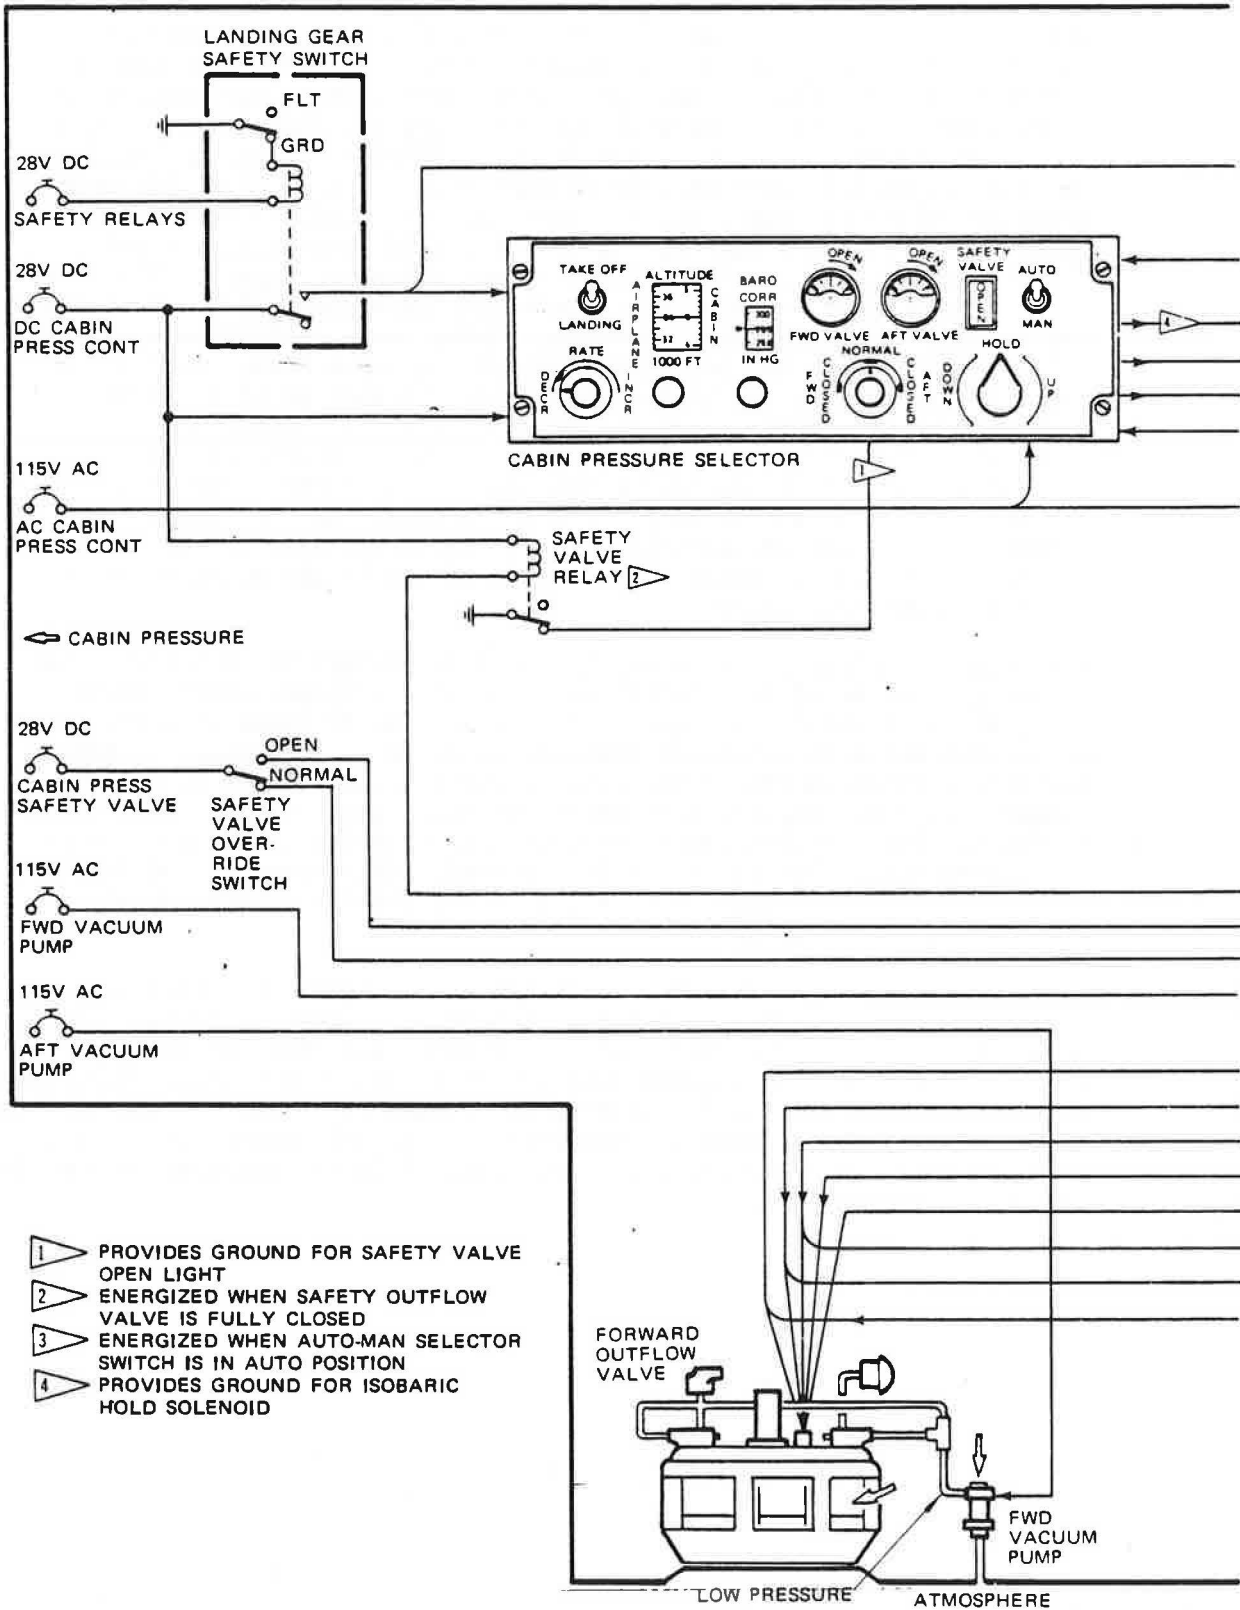 LANDING GEAR
SAFETY SWITCH
FLT
GRD
28V DC
SAFETY RELAYS
28V DC
DC CABIN
PRESS CONT
TAKE OFF
LANDING
RATE
DECR
INCR
AIRPLANE
ALTITUDE
CABIN
1000 FT
BARO
CORR
IN HG
OPEN
FWD VALVE
OPEN
AFT VALVE
SAFETY
VALVE
OPEN
AUTO
MAN
NORMAL
FWD
CLOSED
CLOSED
AFT
HOLD
DOWN
UP
4
CABIN PRESSURE SELECTOR
1
115V AC
AC CABIN
PRESS CONT
SAFETY
VALVE
RELAY 2
CABIN PRESSURE
28V DC
CABIN PRESS
SAFETY VALVE
OPEN
NORMAL
SAFETY
VALVE
OVER-
RIDE
SWITCH
115V AC
FWD VACUUM
PUMP
115V AC
AFT VACUUM
PUMP
1 PROVIDES GROUND FOR SAFETY VALVE
OPEN LIGHT
2 ENERGIZED WHEN SAFETY OUTFLOW
VALVE IS FULLY CLOSED
3 ENERGIZED WHEN AUTO-MAN SELECTOR
SWITCH IS IN AUTO POSITION
4 PROVIDES GROUND FOR ISOBARIC
HOLD SOLENOID
FORWARD
OUTFLOW
VALVE
FWD
VACUUM
PUMP
LOW PRESSURE
ATMOSPHERE